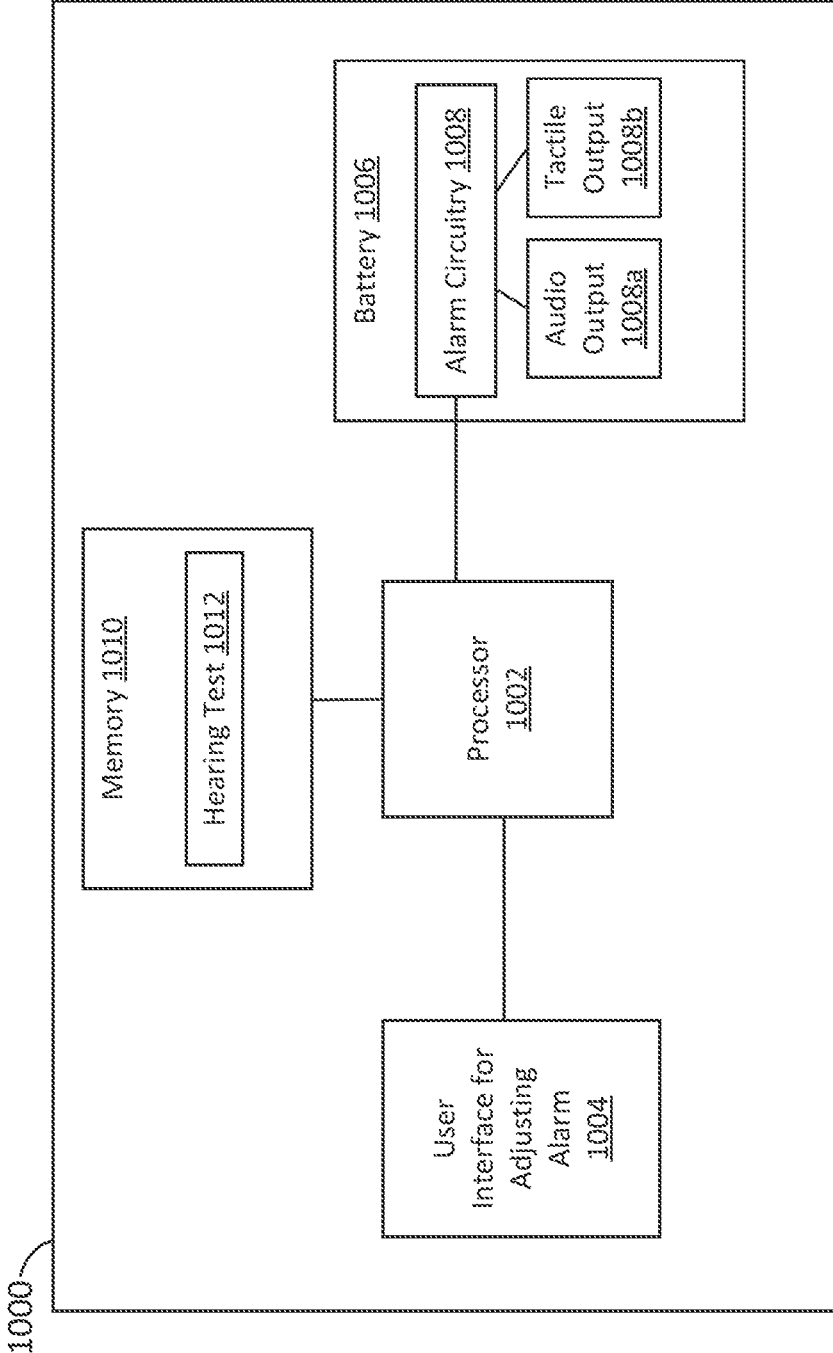 1000
Memory 1010
Hearing Test 1012
Battery 1006
Alarm Circuitry 1008
Audio
Output
1008a
Tactile
Output
1008b
Processor
1002
User
Interface for
Adjusting
Alarm
1004